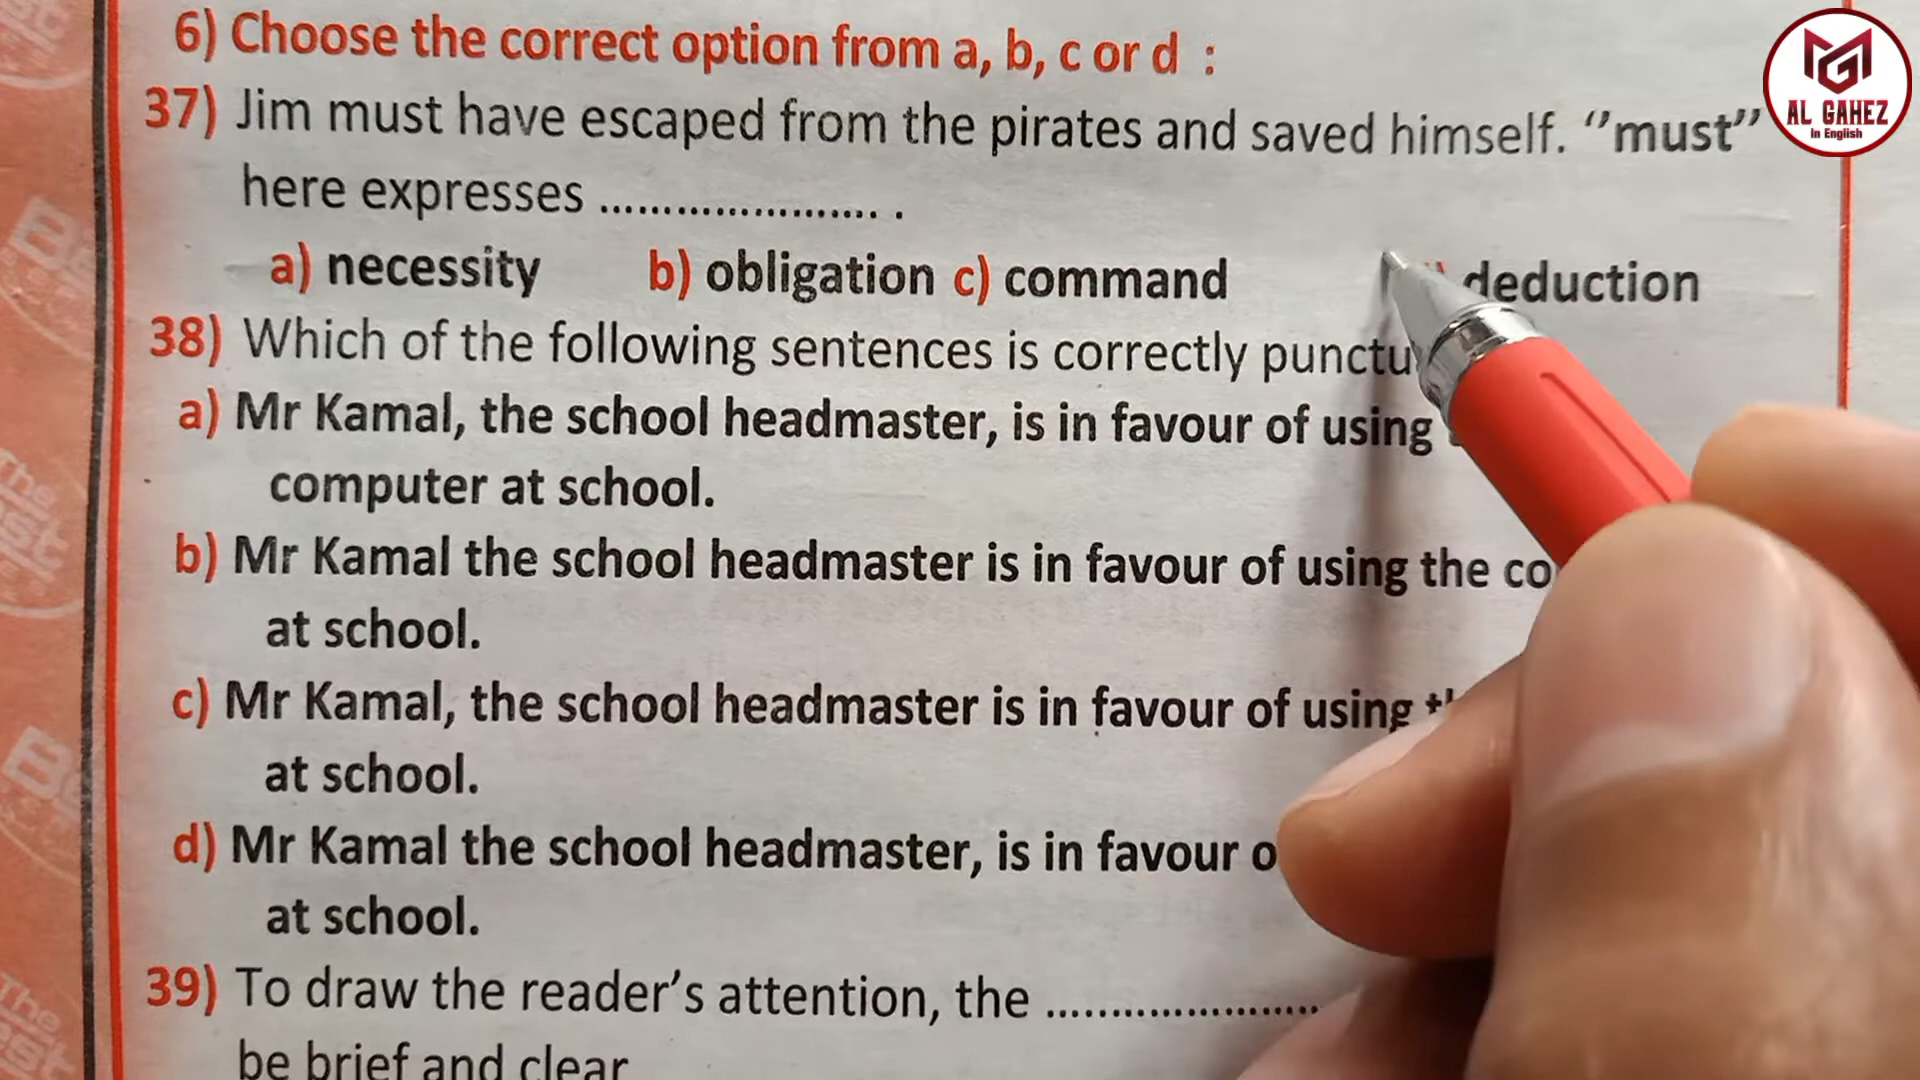 6) Choose the correct option from a, b, c or d :
37) Jim must have escaped from the pirates and saved himself. ‘’must’’
here expresses ...................... .
a) necessity b) obligation c) command deduction
38) Which of the following sentences is correctly
a) Mr Kamal, the school headmaster, is in favour of using
computer at school.
b) Mr Kamal the school headmaster is in favour of using the
at school.
c) Mr Kamal, the school headmaster is in favour of using
at school.
d) Mr Kamal the school headmaster, is in favour
at school.
39) To draw the reader’s attention, the .....................
be brief and clear
AL GAHEZ
In English
The
Best